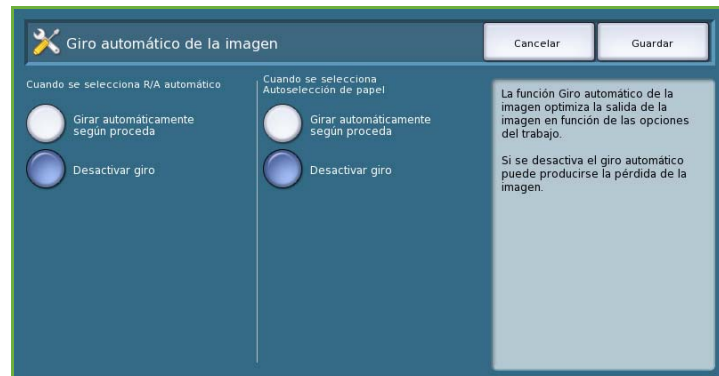 Giro automático de la imagen
Cancelar
Guardar
Cuando se selecciona R/A automático
Girar automáticamente
según proceda
Desactivar giro
Cuando se selecciona
Autoselección de papel
Girar automáticamente
según proceda
Desactivar giro
La función Giro automático de la
imagen optimiza la salida de la
imagen en función de las opciones
del trabajo.
Si se desactiva el giro automático
puede producirse la pérdida de la
imagen.